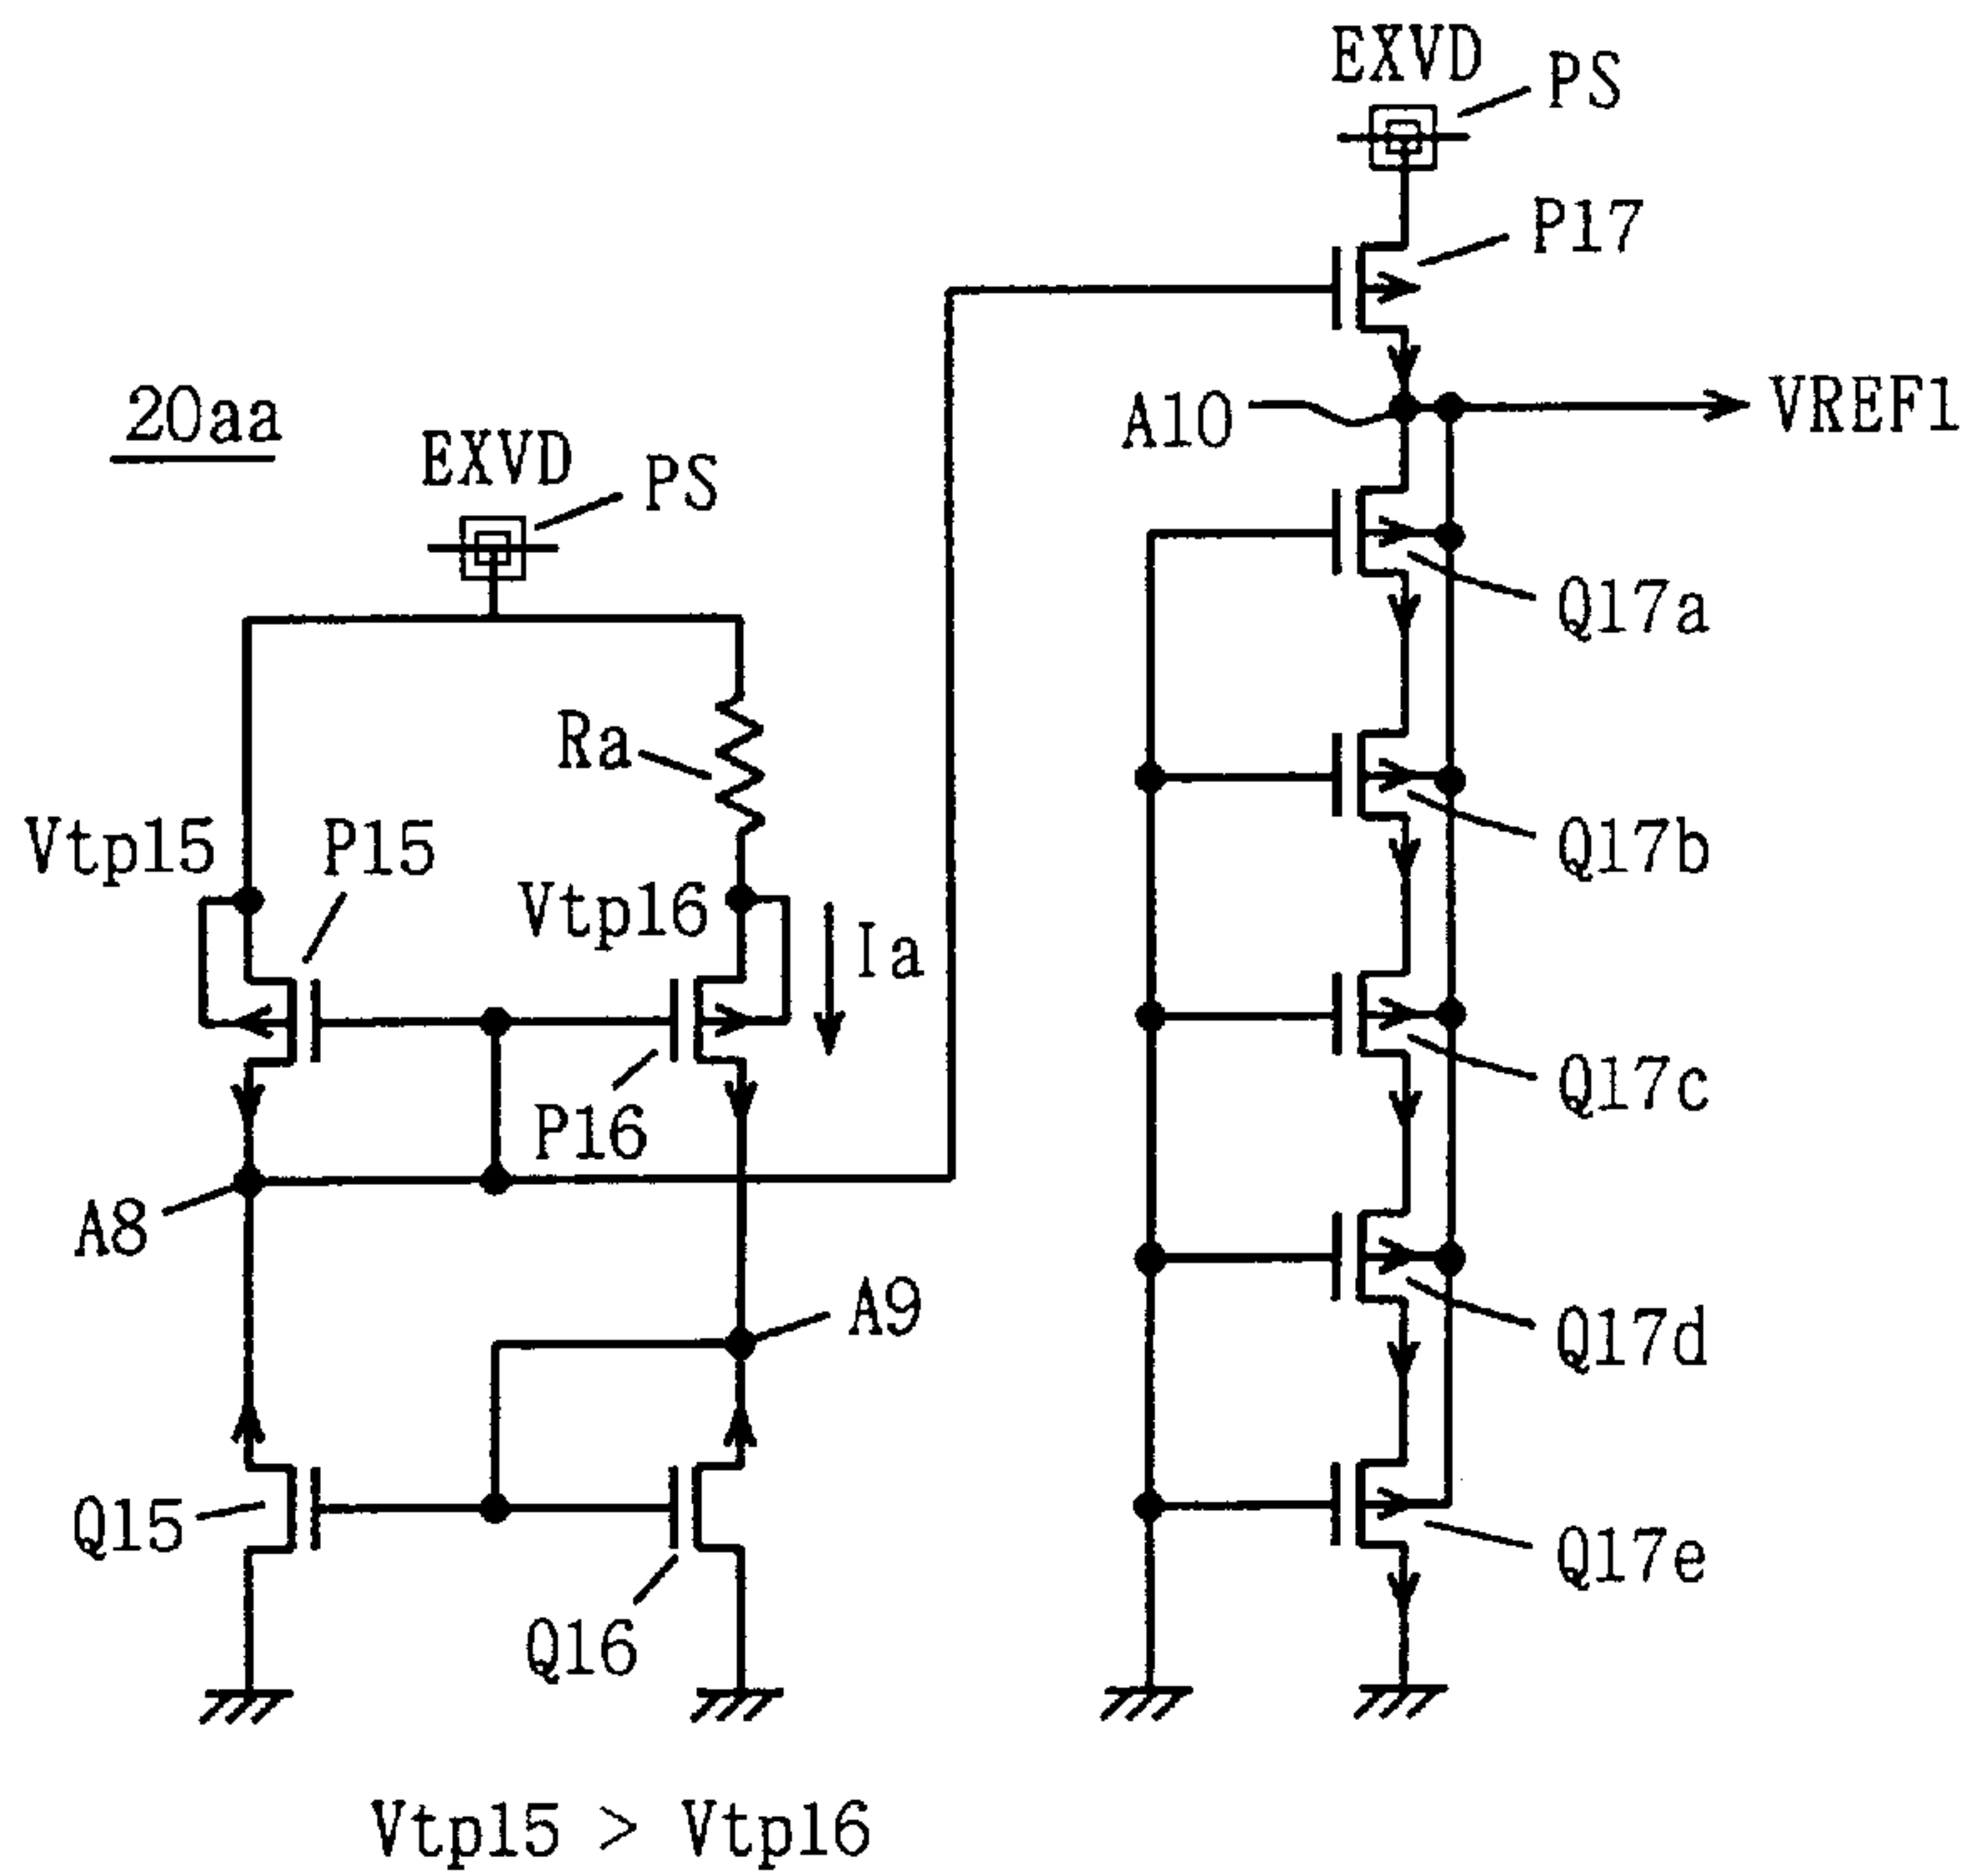 EXVD
PS
P17
20aa
A10
VREF1
EXVD
PS
Q17a
Ra
Vtp15
P15
Vtp16
Ia
Q17b
P16
Q17c
A8
A9
Q17d
Q15
Q16
Q17e
Vtp15 > Vtp16